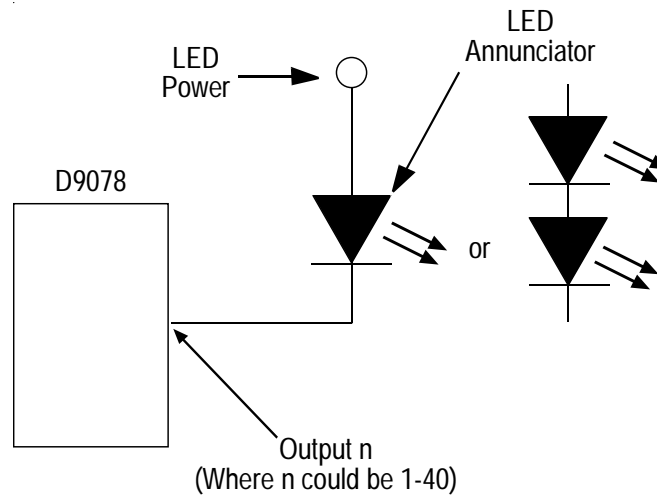 LED
Annunciator
LED
Power
D9078
or
Output n
(Where n could be 1-40)